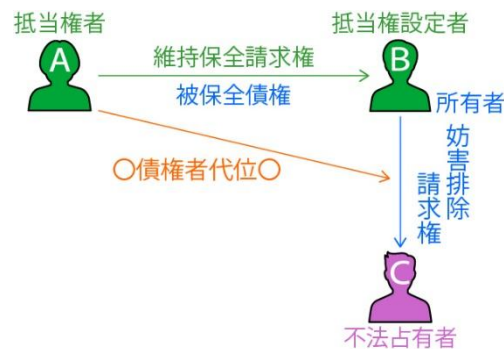 抵当権者
抵当権設定者
A
維持保全請求権
B
被保全債権
所有者
〇債権者代位〇
妨害排除
請求権
C
不法占有者